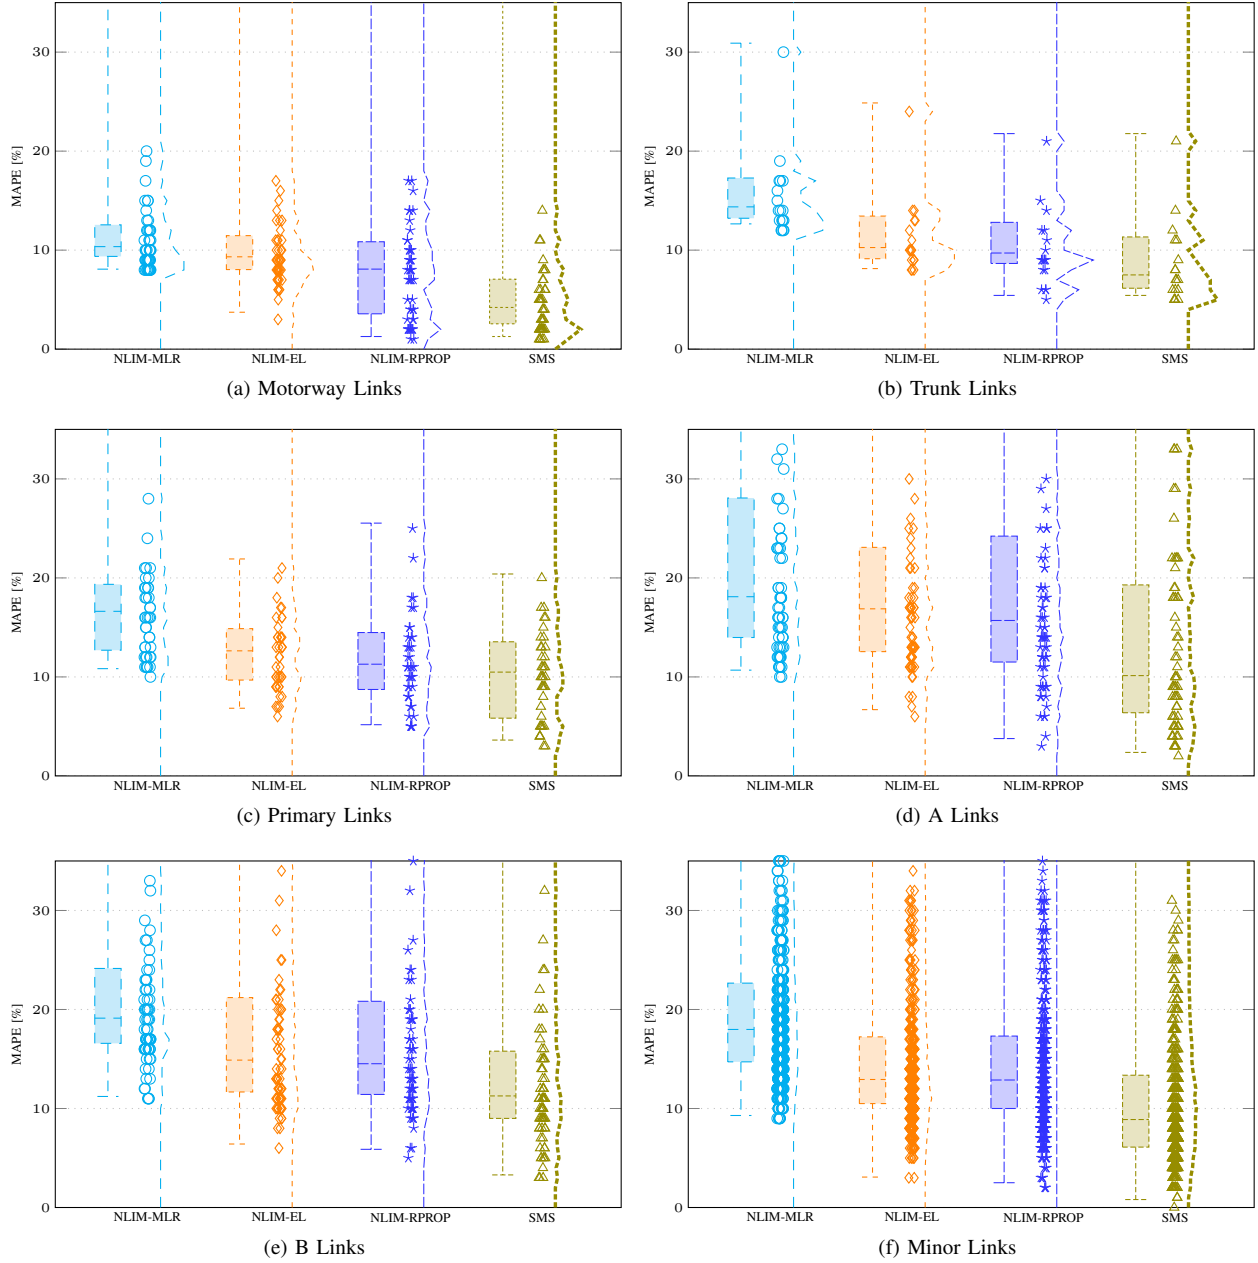 MAPE [%]
30
20
10
0
NLIM-MLR NLIM-EL NLIM-RPROP SMS
(a) Motorway Links
MAPE [%]
30
20
10
0
NLIM-MLR NLIM-EL NLIM-RPROP SMS
(b) Trunk Links
MAPE [%]
30
20
10
0
NLIM-MLR NLIM-EL NLIM-RPROP SMS
(c) Primary Links
MAPE [%]
30
20
10
0
NLIM-MLR NLIM-EL NLIM-RPROP SMS
(d) A Links
MAPE [%]
30
20
10
0
NLIM-MLR NLIM-EL NLIM-RPROP SMS
(e) B Links
MAPE [%]
30
20
10
0
NLIM-MLR NLIM-EL NLIM-RPROP SMS
(f) Minor Links